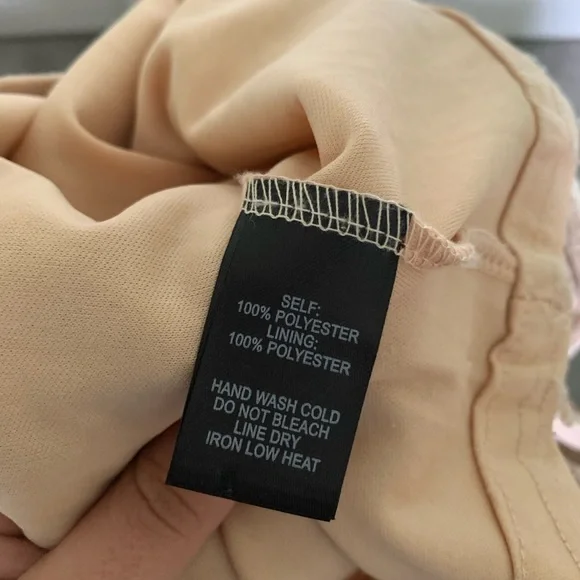 SELF:
100% POLYESTER
LINING:
100% POLYESTER
HAND WASH COLD
DO NOT BLEACH
LINE DRY
IRON LOW HEAT